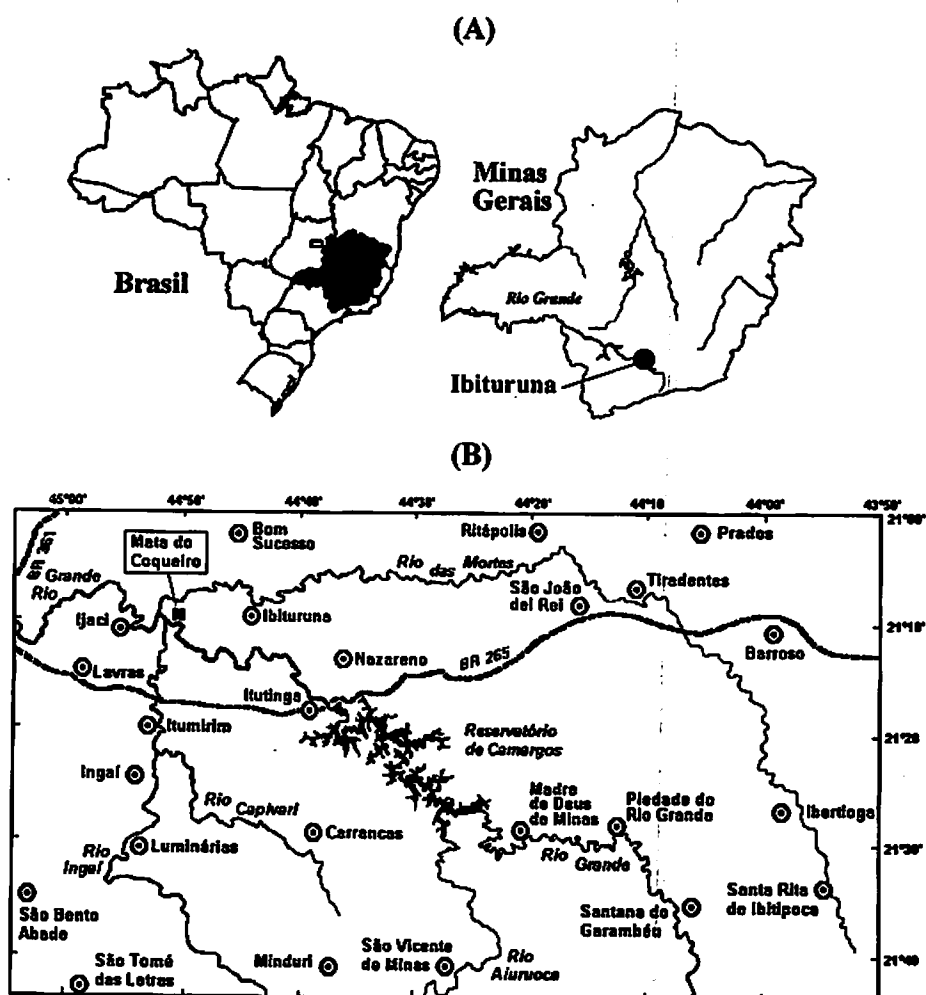 (A)
Minas
Gerais
Brasil
Rio Grande
Ibituruna
(B)
45°00'
44°50'
44°40'
44°30'
44°20'
44°10'
44°00'
43°50'
21°00'
Mata do
Coqueiro
Bom
Sucesso
Ritápolis
Prados
BR 381
Grande
Rio
Rio
das Mortes
São João
del Rei
Tiradentes
Ijaci
Ibituruna
21°10'
Barroso
Nazareno
BR 265
Lavras
Itutinga
Itumirim
Reservatório
de Camargos
21°20'
Ingaí
Rio
Capivari
Madre
de Deus
de Minas
Piedade do
Rio Grande
Ibertioga
Carrancas
Luminárias
Rio
Ingaí
Rio
Grande
21°30'
São Bento
Abade
Santana do
Garambéu
Santa Rita
de Ibitipoca
São Tomé
das Letras
Minduri
São Vicente
de Minas
Rio
Aiuruoca
21°40'